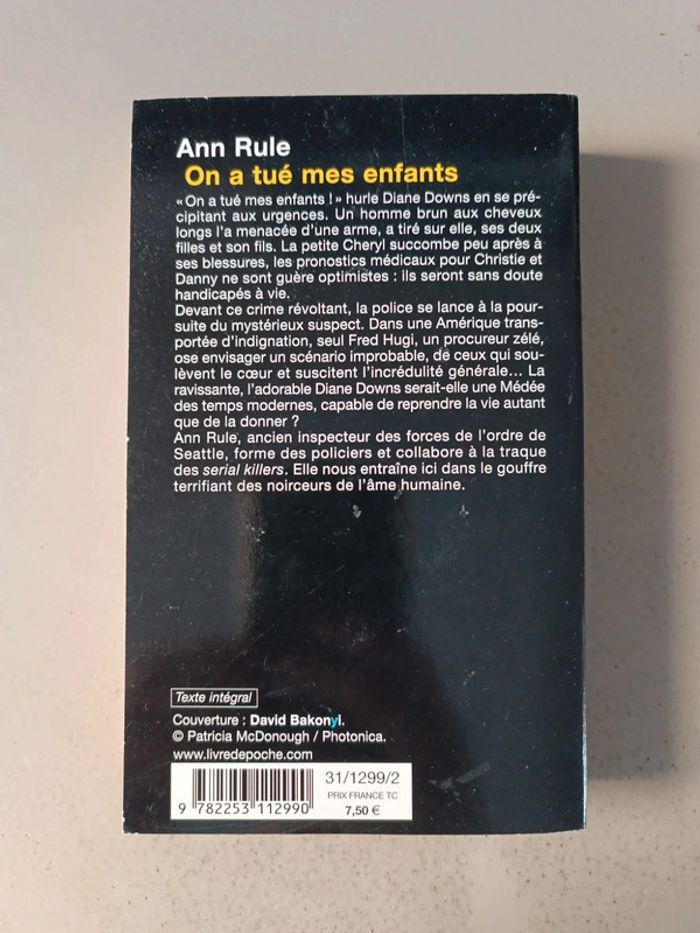 Ann Rule
On a tué mes enfants
« On a tué mes enfants ! » hurle Diane Downs en se pré-
cipitant aux urgences. Un homme brun aux cheveux
longs l'a menacée d'une arme, a tiré sur elle, ses deux
filles et son fils. La petite Cheryl succombe peu après à
ses blessures, les pronostics médicaux pour Christie et
Danny ne sont guère optimistes : ils seront sans doute
handicapés à vie.
Devant ce crime révoltant, la police se lance à la pour-
suite du mystérieux suspect. Dans une Amérique trans-
portée d'indignation, seul Fred Hugi, un procureur zélé,
ose envisager un scénario improbable, de ceux qui sou-
lèvent le cœur et suscitent l'incrédulité générale... La
ravissante, l'adorable Diane Downs serait-elle une Médée
des temps modernes, capable de reprendre la vie autant
que de la donner ?
Ann Rule, ancien inspecteur des forces de l'ordre de
Seattle, forme des policiers et collabore à la traque
des serial killers. Elle nous entraîne ici dans le gouffre
terrifiant des noirceurs de l'âme humaine.
Texte intégral
Couverture : David Bakonyi.
© Patricia McDonough / Photonica.
www.livredepoche.com
31/1299/2
PRIX FRANCE TC
7,50 €
9 782253 112990